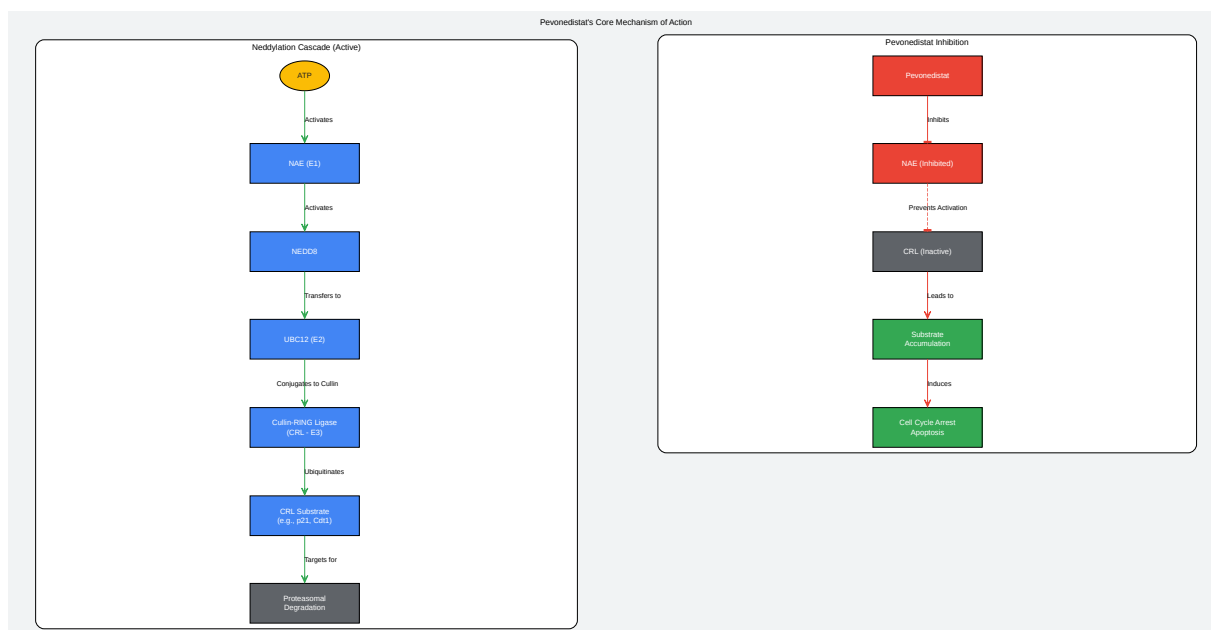 Pevonedistat's Core Mechanism of Action
Neddylation Cascade (Active)
ATP
Activates
NAE (E1)
Activates
NEDD8
Transfers to
UBC12 (E2)
Conjugates to Cullin
Cullin-RING Ligase
(CRL - E3)
Ubiquitinates
CRL Substrate
(e.g., p21, Cdt1)
Targets for
Proteasomal
Degradation
Pevonedistat Inhibition
Pevonedistat
Inhibits
NAE (Inhibited)
Prevents Activation
CRL (Inactive)
Leads to
Substrate
Accumulation
Induces
Cell Cycle Arrest
Apoptosis